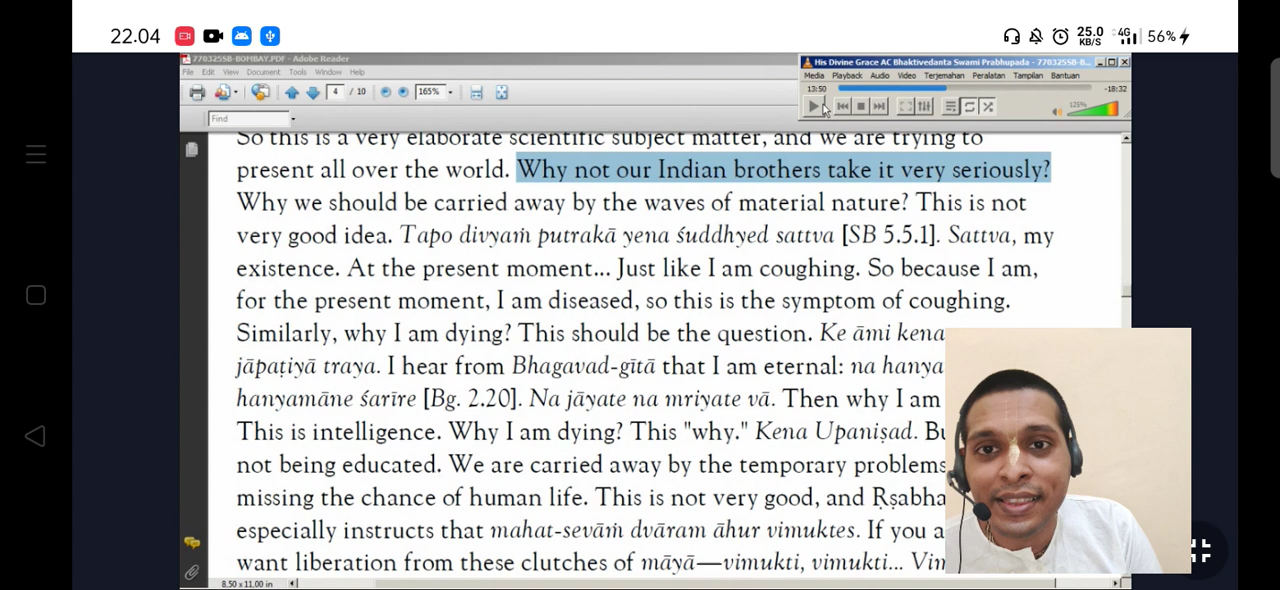 22.04
25.0 KB/S 4G 56%
770325SB-BOMBAY.PDF - Adobe Reader
File Edit View Document Tools Window Help
4 / 10 165%
Find
His Divine Grace AC Bhaktivedanta Swami Prabhupada - 770325SB-B...
Media Playback Audio Video Terjemahan Peralatan Tampilan Bantuan
13:50 -18:32
125%
So this is a very elaborate scientific subject matter, and we are trying to
present all over the world. Why not our Indian brothers take it very seriously?
Why we should be carried away by the waves of material nature? This is not
very good idea. Tapo divyaṁ putrakā yena śuddhyed sattva [SB 5.5.1]. Sattva, my
existence. At the present moment... Just like I am coughing. So because I am,
for the present moment, I am diseased, so this is the symptom of coughing.
Similarly, why I am dying? This should be the question. Ke āmi kena
jāpaṭiyā traya. I hear from Bhagavad-gītā that I am eternal: na hanya
hanyamāne śarīre [Bg. 2.20]. Na jāyate na mriyate vā. Then why I am
This is intelligence. Why I am dying? This "why." Kena Upaniṣad. Bu
not being educated. We are carried away by the temporary problems
missing the chance of human life. This is not very good, and Ṛṣabha
especially instructs that mahat-sevāṁ dvāram āhur vimuktes. If you a
want liberation from these clutches of māyā—vimukti, vimukti... Vim
8,50 x 11,00 in